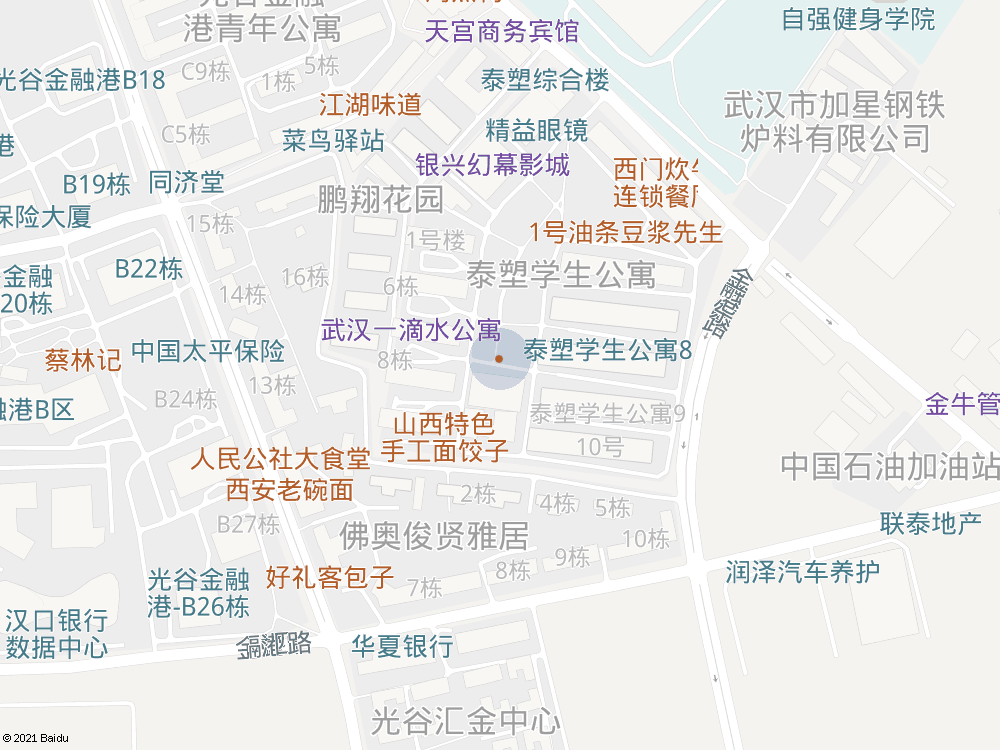 光谷金融
港青年公寓
天宫商务宾馆
自强健身学院
光谷金融港B18
C9栋
1栋
5栋
泰塑综合楼
江湖味道
武汉市加星钢铁
炉料有限公司
C5栋
菜鸟驿站
精益眼镜
港
银兴幻幕影城
西门炊
连锁餐
B19栋
同济堂
鹏翔花园
保险大厦
15栋
1号楼
1号油条豆浆先生
金融
20栋
B22栋
16栋
14栋
6栋
泰塑学生公寓
金融港路
武汉一滴水公寓
中国太平保险
蔡林记
8栋
泰塑学生公寓8
13栋
B24栋
融港B区
山西特色
手工面饺子
泰塑学生公寓9
10号
金牛管
人民公社大食堂
西安老碗面
中国石油加油站
2栋
4栋
5栋
B27栋
佛奥俊贤雅居
10栋
联泰地产
9栋
8栋
7栋
润泽汽车养护
光谷金融
港-B26栋
好礼客包子
汉口银行
数据中心
华夏银行
光谷汇金中心
© 2021 Baidu